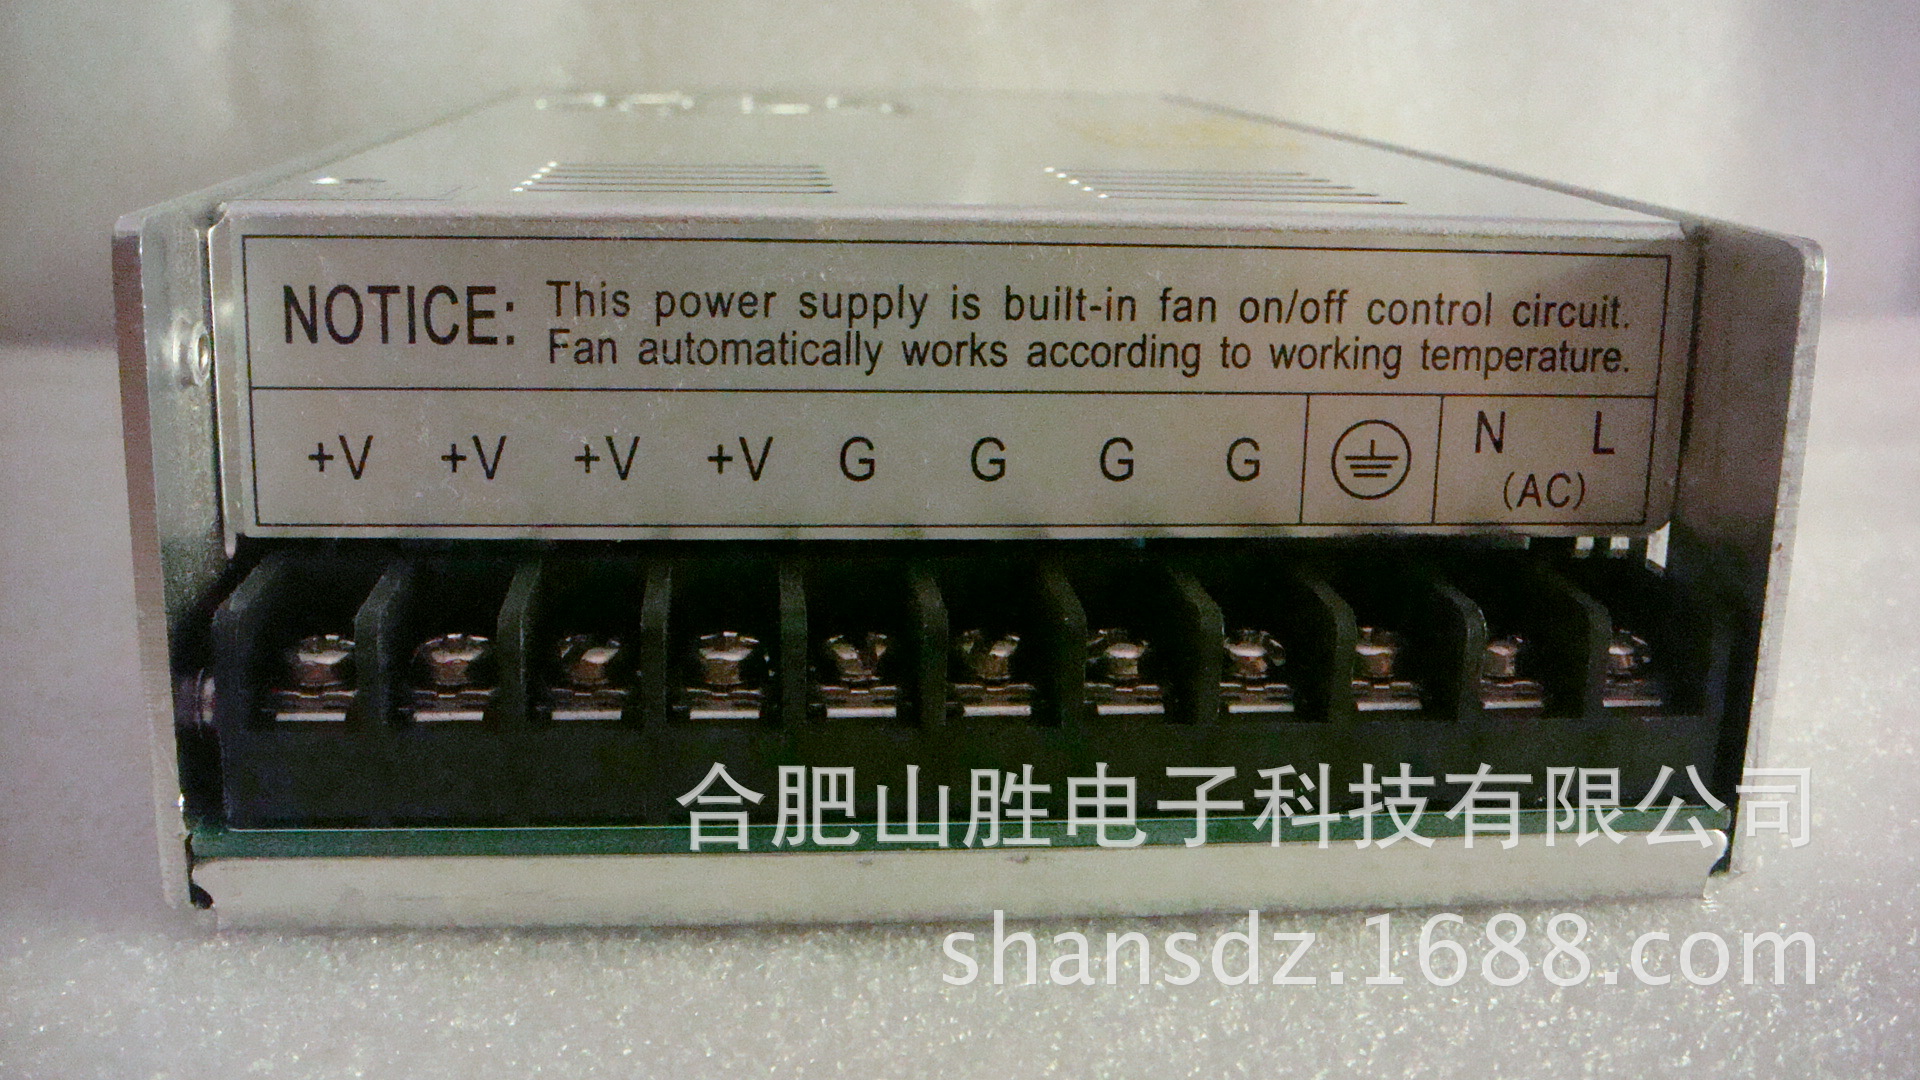 NOTICE: This power supply is built-in fan on/off control circuit.
Fan automatically works according to working temperature.
+V +V +V +V G G G G N L
(AC)
合肥山胜电子科技有限公司
shansdz.1688.com